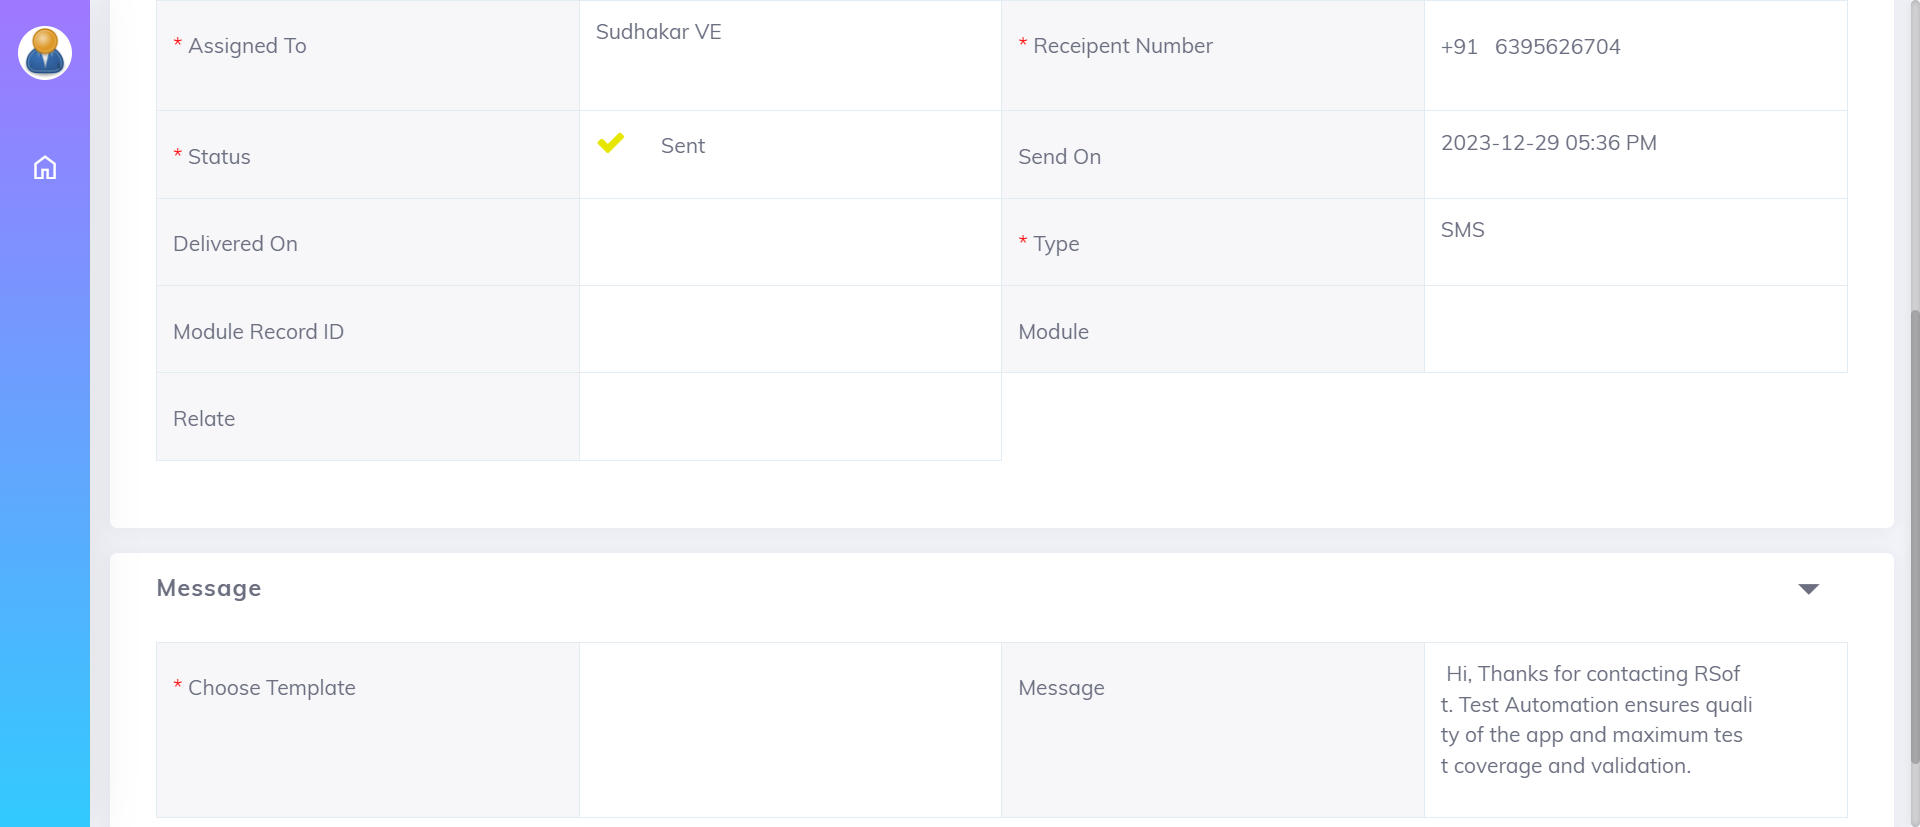 * Assigned To
Sudhakar VE
* Receipent Number
+91 6395626704
* Status
Sent
Send On
2023-12-29 05:36 PM
Delivered On
* Type
SMS
Module Record ID
Module
Relate
Message
* Choose Template
Message
Hi, Thanks for contacting RSof
t. Test Automation ensures quali
ty of the app and maximum tes
t coverage and validation.